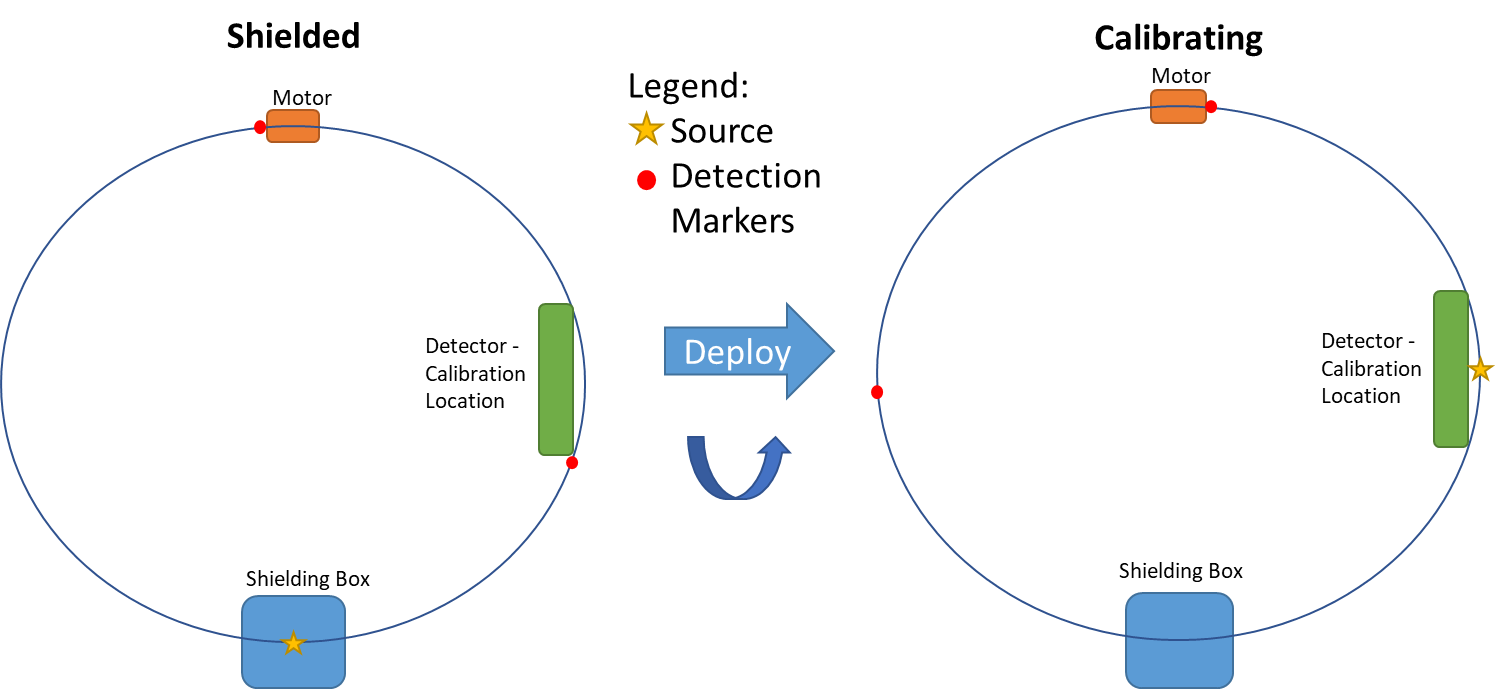 Shielded
Motor
Detector -
Calibration
Location
Shielding Box
Legend:
Source
Detection
Markers
Deploy
Calibrating
Motor
Detector -
Calibration
Location
Shielding Box